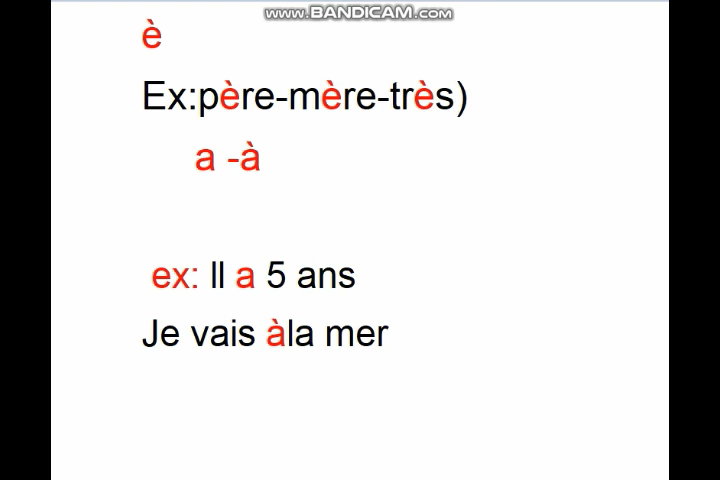 www.BANDICAM.com
è
Ex:père-mère-très)
a -à
ex: Il a 5 ans
Je vais àla mer